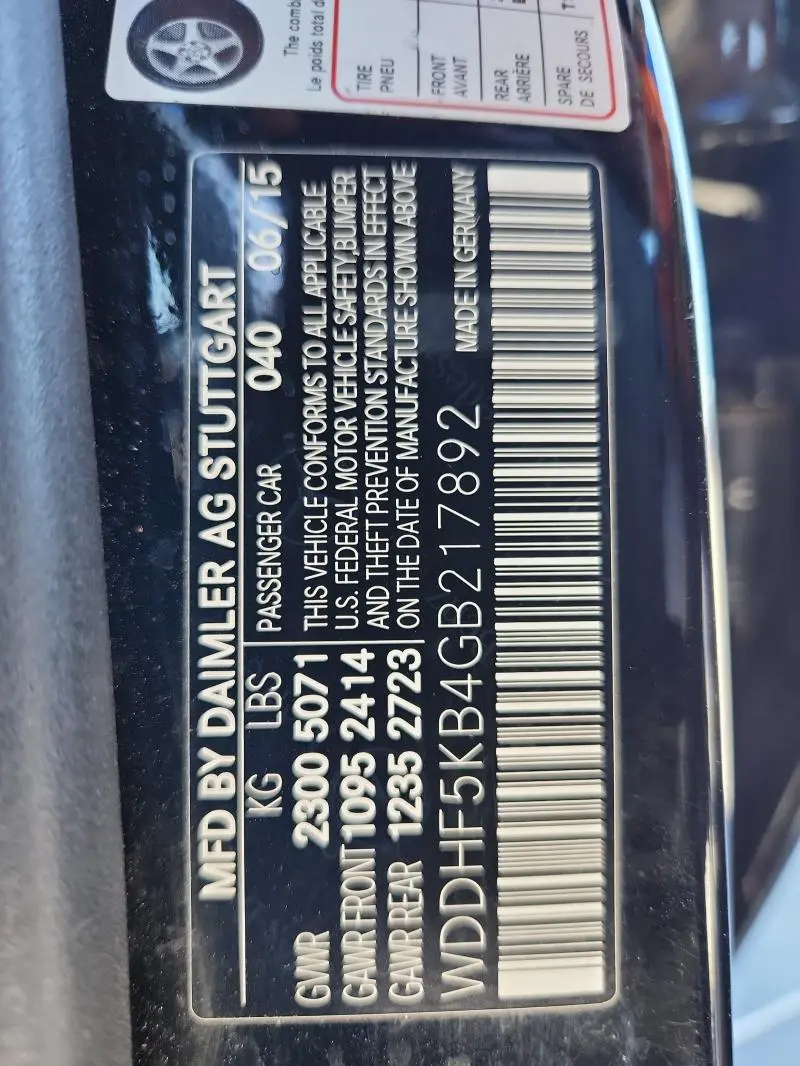 The
Le poids total
TIRE
PNEU
FRONT
AVANT
REAR
ARRIÈRE
SPARE
DE SECOURS
MFD BY DAIMLER AG STUTTGART
KG LBS PASSENGER CAR 040 06/15
GVWR 2300 5071 THIS VEHICLE CONFORMS TO ALL APPLICABLE
U.S. FEDERAL MOTOR VEHICLE SAFETY,BUMPER
GAWR FRONT 1095 2414 AND THEFT PREVENTION STANDARDS IN EFFECT
GAWR REAR 1235 2723 ON THE DATE OF MANUFACTURE SHOWN ABOVE
WDDHF5KB4GB217892 MADE IN GERMANY